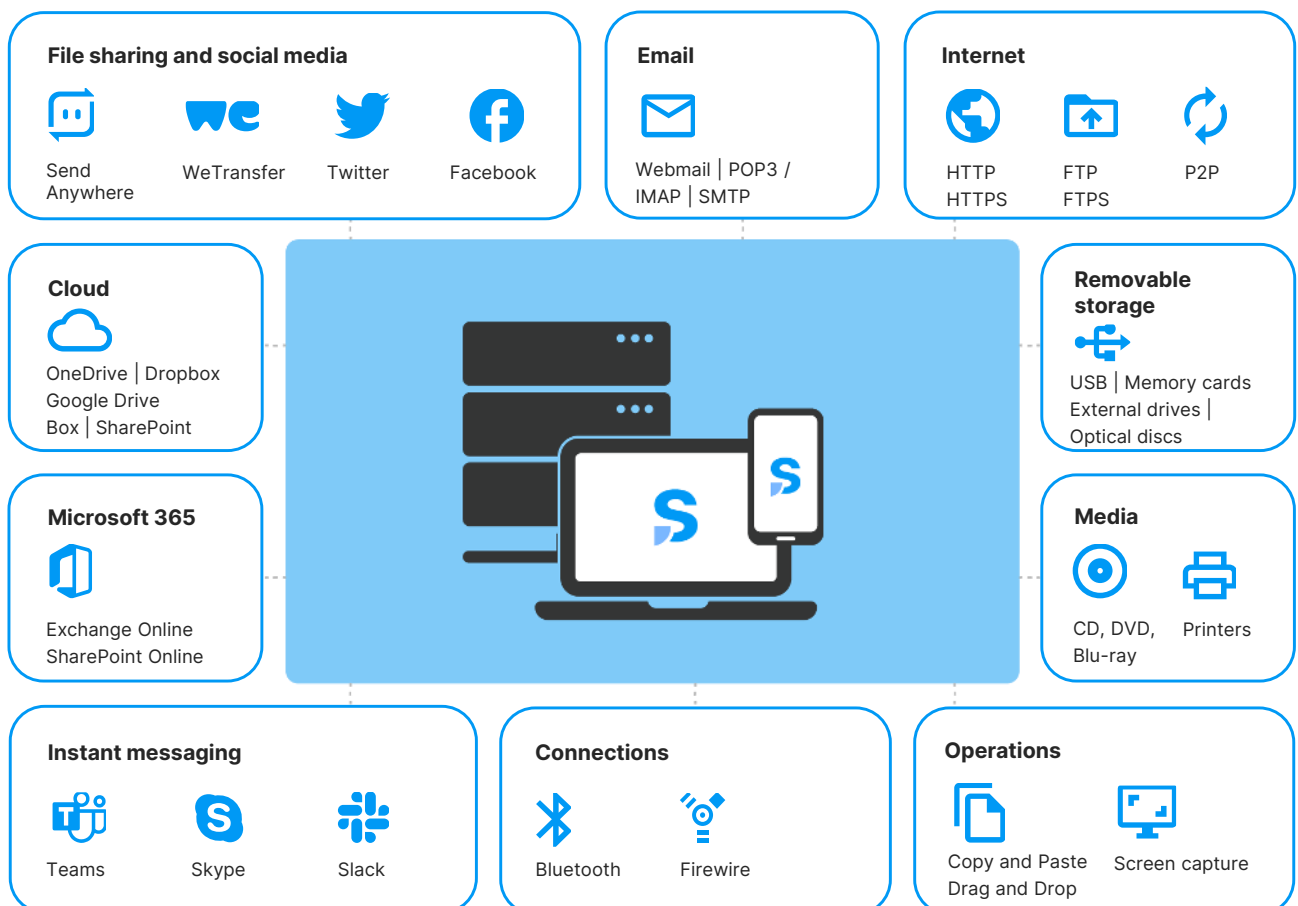 File sharing and social media
Send
Anywhere
WeTransfer
Twitter
Facebook
Email
Webmail | POP3 /
IMAP | SMTP
Internet
HTTP
HTTPS
FTP
FTPS
P2P
Cloud
OneDrive | Dropbox
Google Drive
Box | SharePoint
Removable
storage
USB | Memory cards
External drives |
Optical discs
Microsoft 365
Exchange Online
SharePoint Online
Media
CD, DVD,
Blu-ray
Printers
Instant messaging
Teams
Skype
Slack
Connections
Bluetooth
Firewire
Operations
Copy and Paste
Drag and Drop
Screen capture